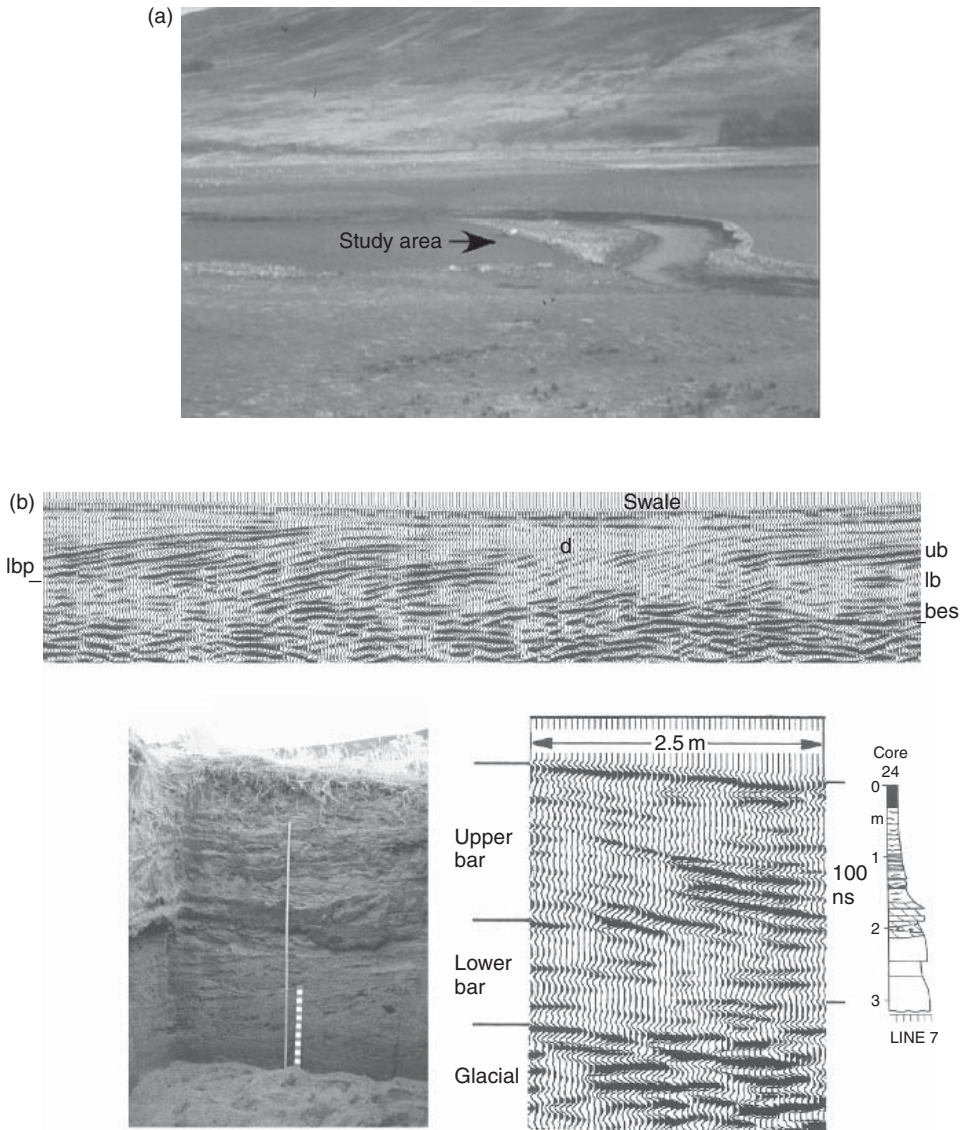 (a)
Study area
(b)
Swale
d
lbp
ub
lb
bes
2.5 m
Core
24
0
m
1
2
3
Upper
bar
100
ns
Lower
bar
Glacial
LINE 7